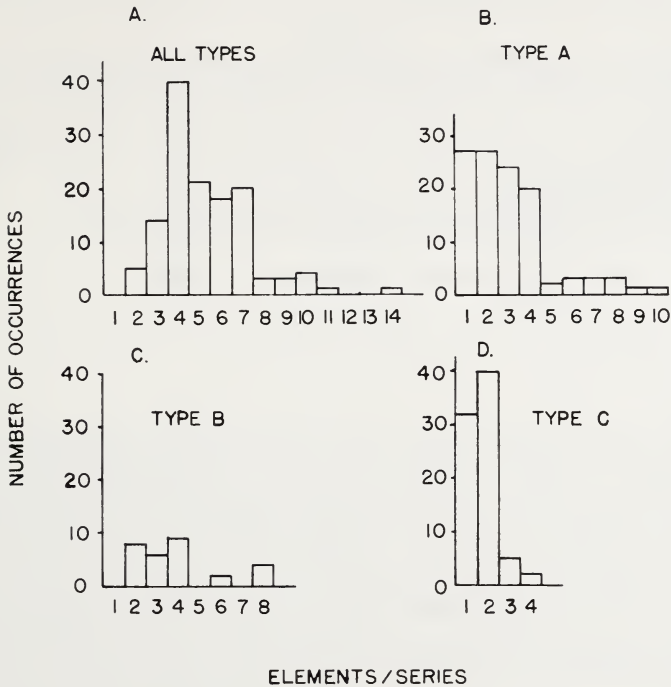 A.
ALL TYPES
40
30
20
10
0
1 2 3 4 5 6 7 8 9 10 11 12 13 14
B.
TYPE A
30
20
10
0
1 2 3 4 5 6 7 8 9 10
C.
TYPE B
40
30
20
10
0
1 2 3 4 5 6 7 8
D.
TYPE C
40
30
20
10
0
1 2 3 4
NUMBER OF OCCURRENCES
ELEMENTS/SERIES